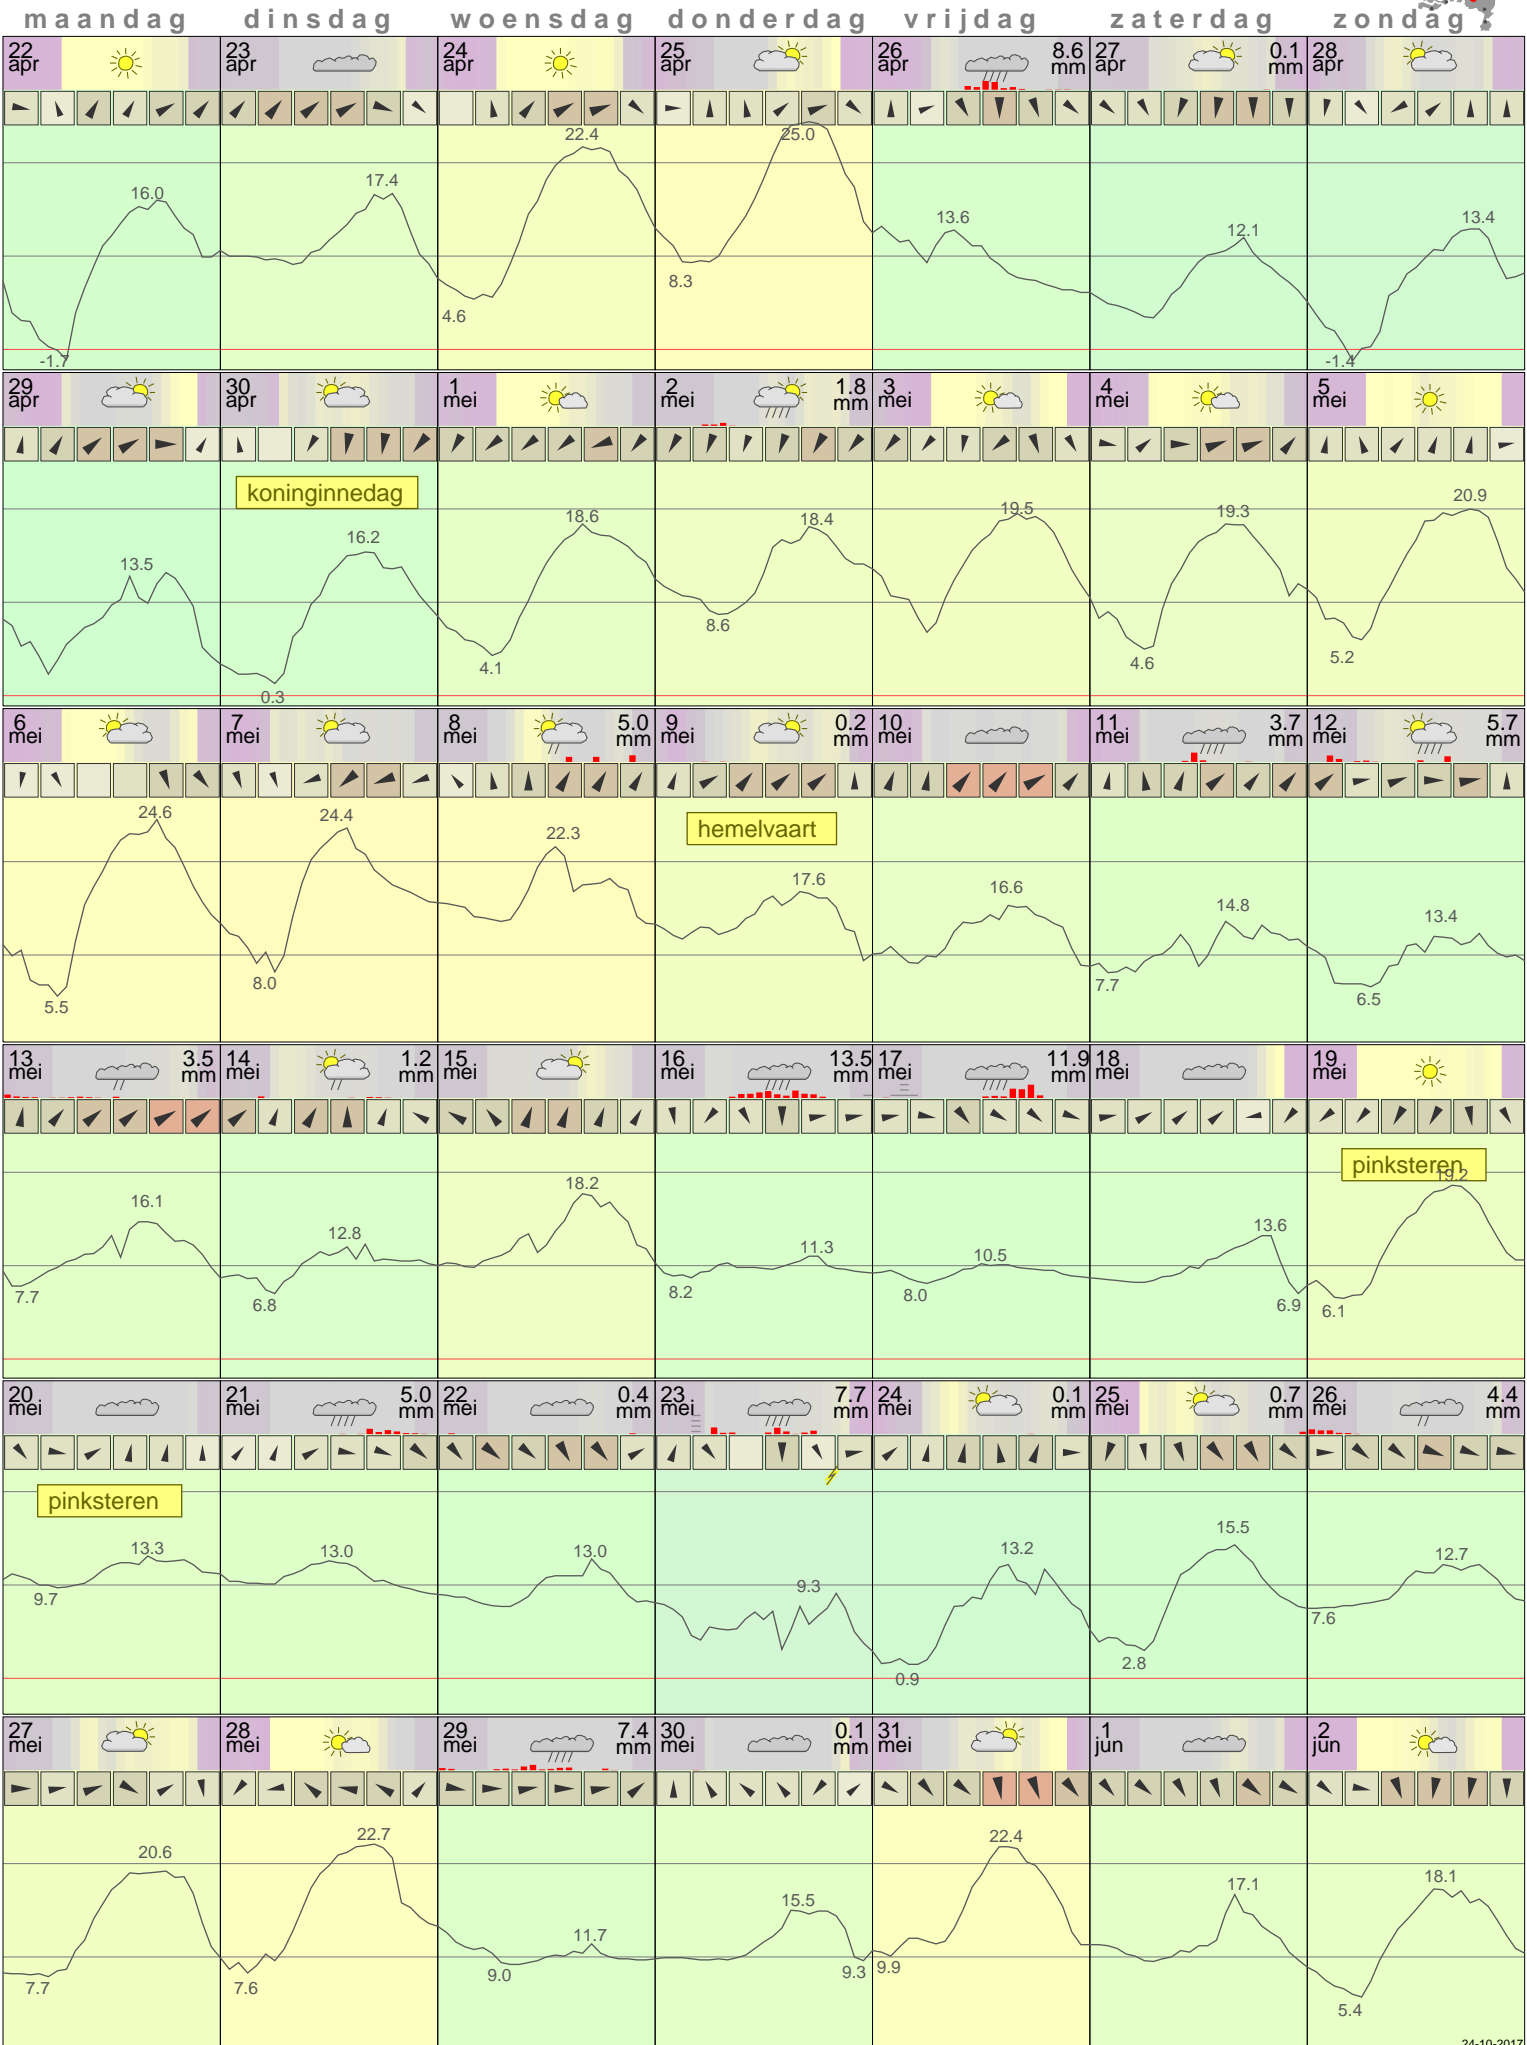 maandag dinsdag woensdag donderdag vrijdag zaterdag zondag
22 23 24 25 26 8.6 27 0.1 28
apr apr apr apr apr mm apr mm apr
22.4 25.0
16.0 17.4 13.6 12.1 13.4
4.6 8.3
-1.7 -1.4
29 30 1 2 1.8 3 4 5
apr apr mei mei mm mei mei mei
koninginnedag
13.5 16.2 18.6 18.4 19.5 19.3 20.9
0.3 4.1 8.6 4.6 5.2
6 7 8 5.0 9 0.2 10 11 3.7 12 5.7
mei mei mei mm mei mm mei mei mm mei mm
hemelvaart
24.6 24.4 22.3 17.6 16.6 14.8 13.4
5.5 8.0 7.7 6.5
13 3.5 14 1.2 15 16 13.5 17 11.9 18 19
mei mm mei mm mei mei mm mei mm mei mei
pinksteren
16.1 12.8 18.2 11.3 10.5 13.6 19.2
7.7 6.8 8.2 8.0 6.9 6.1
20 21 5.0 22 0.4 23 7.7 24 0.1 25 0.7 26 4.4
mei mei mm mei mm mei mm mei mm mei mm mei mm
pinksteren
13.3 13.0 13.0 9.3 13.2 15.5 12.7
9.7 0.9 2.8 7.6
27 28 29 7.4 30 0.1 31 1 2
mei mei mei mm mei mm mei jun jun
20.6 22.7 11.7 15.5 22.4 17.1 18.1
7.7 7.6 9.0 9.3 9.9 5.4
24-10-2017